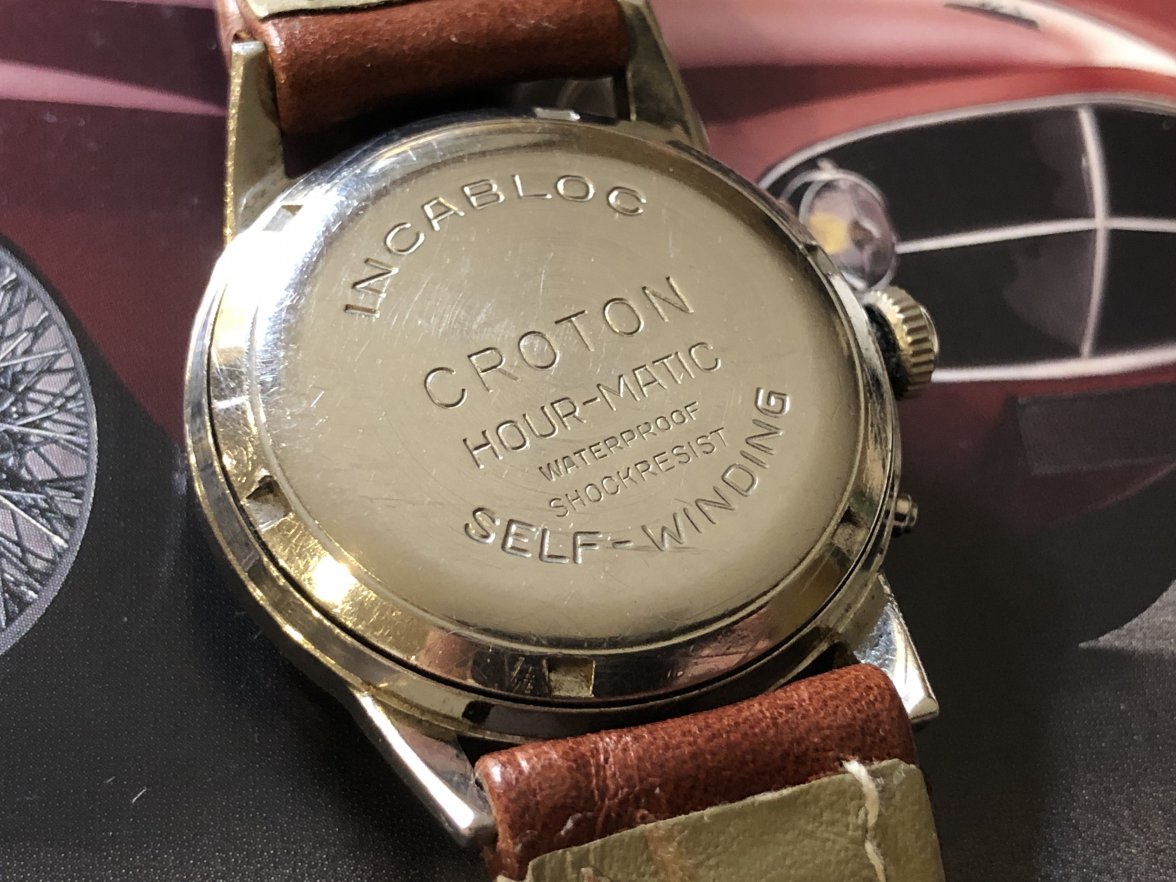 INCABLOC
CROTON
HOUR-MATIC
WATERPROOF
SHOCKRESIST
SELF-WINDING